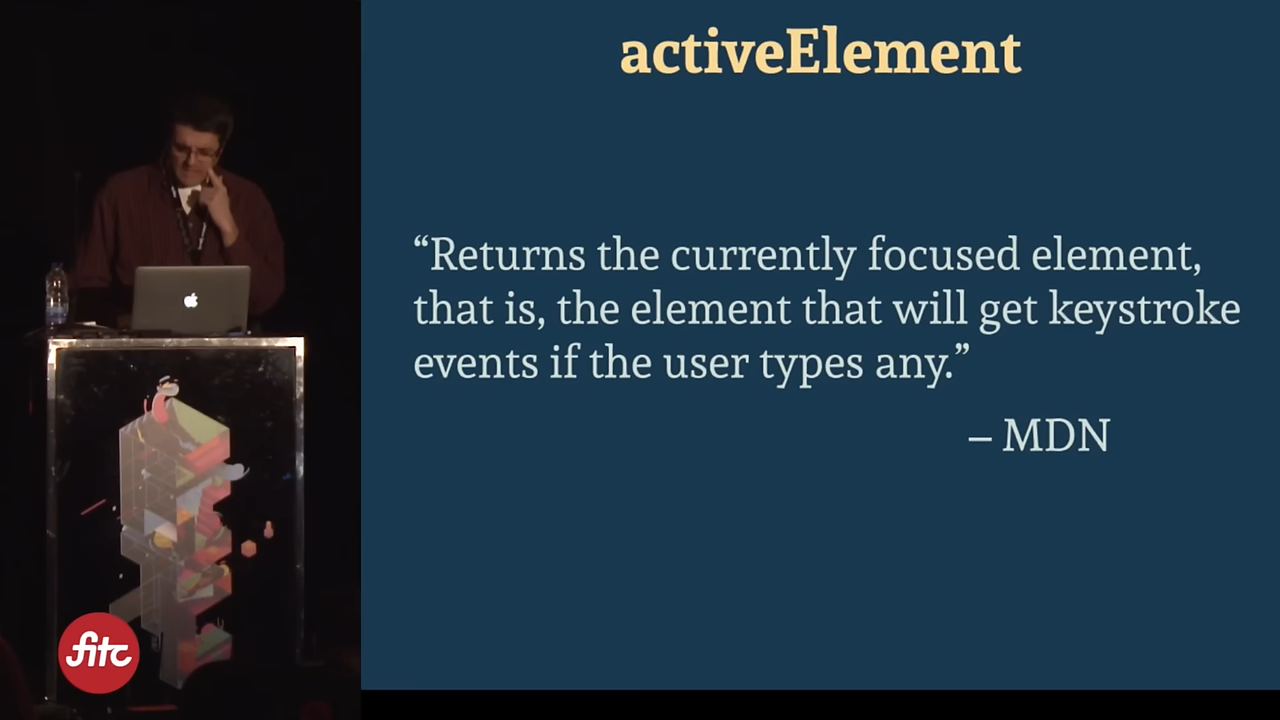 activeElement
“Returns the currently focused element,
that is, the element that will get keystroke
events if the user types any.”
– MDN
fitc